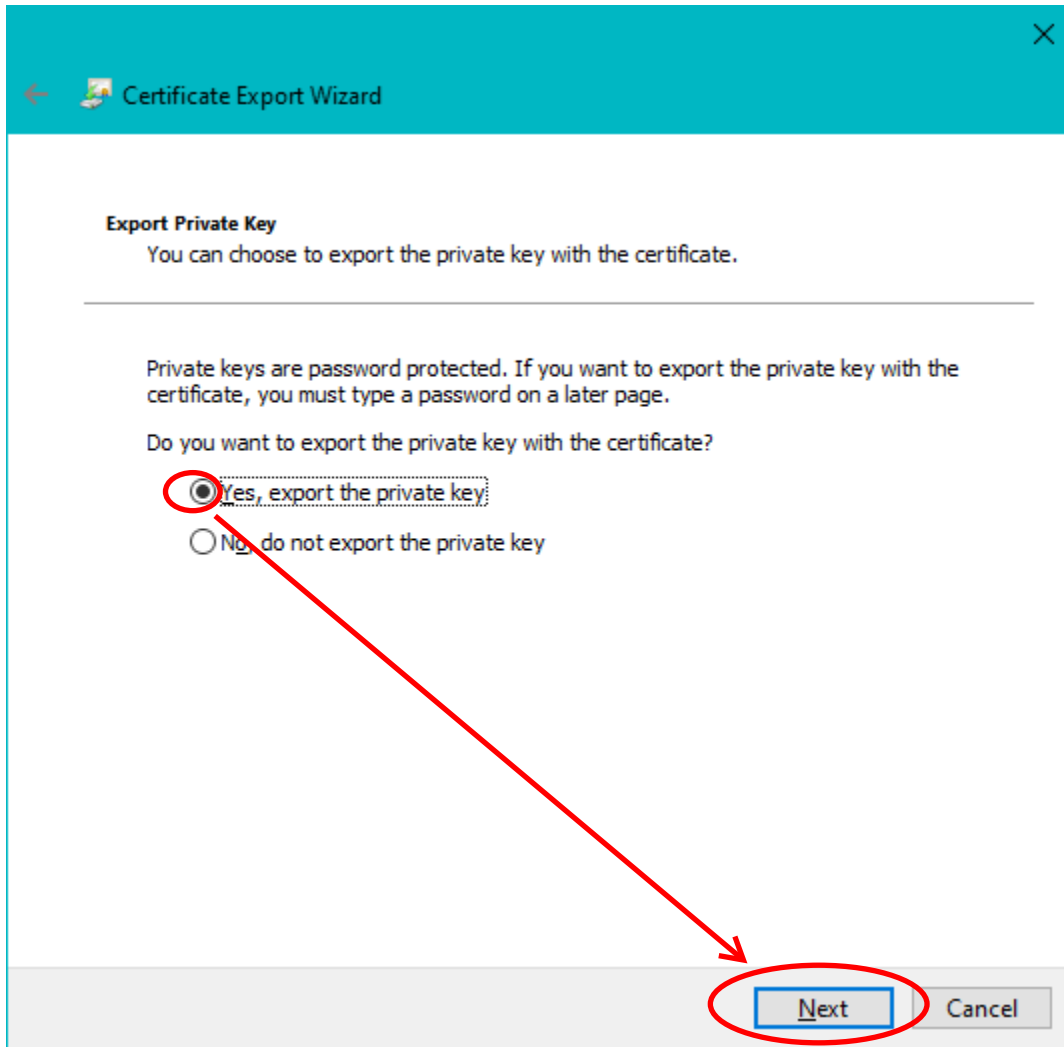 Certificate Export Wizard
Export Private Key
You can choose to export the private key with the certificate.
Private keys are password protected. If you want to export the private key with the
certificate, you must type a password on a later page.
Do you want to export the private key with the certificate?
Yes, export the private key
No, do not export the private key
Next
Cancel